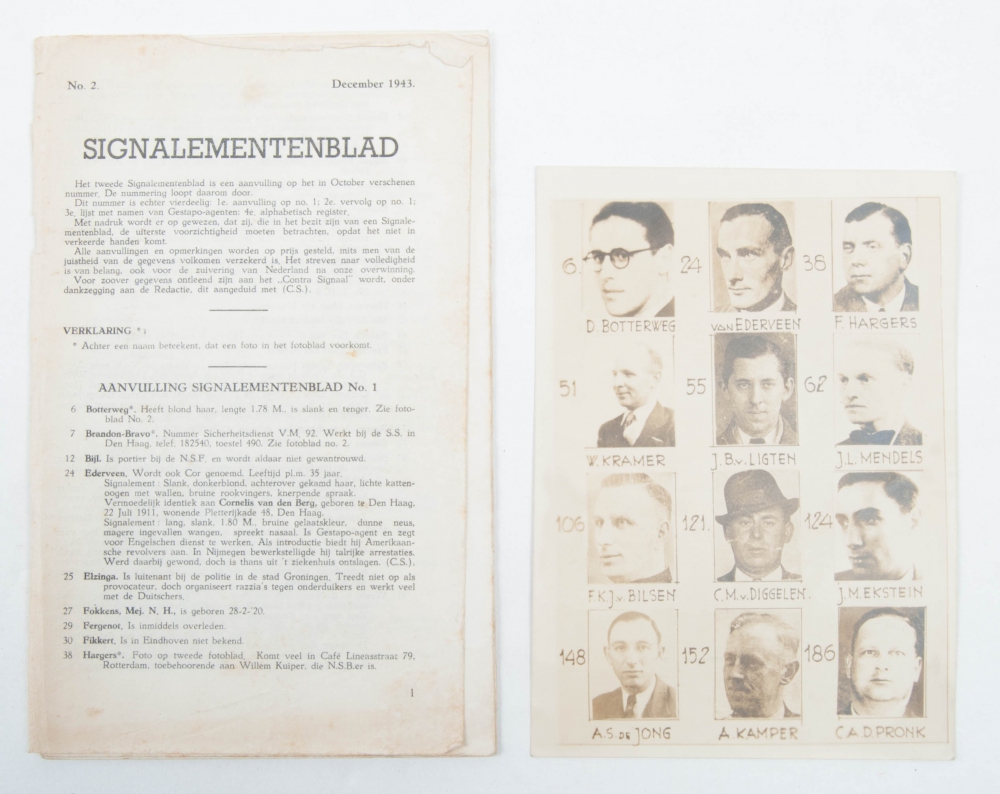 No. 2.
December 1943.
SIGNALEMENTENBLAD
Het tweede Signalementenblad is een aanvulling op het in October verschenen
nummer. De nummering loopt daarom door.
Dit nummer is echter vierdeelig: 1e. aanvulling op no. 1; 2e. vervolg op no. 1;
3e. lijst met namen van Gestapo-agenten; 4e. alphabetisch register.
Met nadruk wordt er op gewezen, dat zij, die in het bezit zijn van een Signale-
mentenblad, de uiterste voorzichtigheid moeten betrachten, opdat het niet in
verkeerde handen komt.
Alle aanvullingen en opmerkingen worden op prijs gesteld, mits men van de
juistheid van de gegevens volkomen verzekerd is. Het streven naar volledigheid
is van belang, ook voor de zuivering van Nederland na onze overwinning.
Voor zoover gegevens ontleend zijn aan het „Contra Signaal" wordt, onder
dankzegging aan de Redactie, dit aangeduid met (C.S.).
VERKLARING *:
* Achter een naam beteekent, dat een foto in het fotoblad voorkomt.
AANVULLING SIGNALEMENTENBLAD No. 1
6 Botterweg*. Heeft blond haar, lengte 1.78 M., is slank en tenger. Zie foto-
blad No. 2.
7 Brandon-Bravo*. Nummer Sicherheitsdienst V.M. 92. Werkt bij de S.S. in
Den Haag, telef. 182540, toestel 490. Zie fotoblad no. 2.
12 Bijl. Is portier bij de N.S.F. en wordt aldaar niet gewantrouwd.
24 Ederveen. Wordt ook Cor genoemd. Leeftijd pl.m. 35 jaar.
Signalement: Slank, donkerblond, achterover gekamd haar, lichte katten-
oogen met wallen, bruine rookvingers, knerpende spraak.
Vermoedelijk identiek aan Cornelis van den Berg, geboren te Den Haag,
22 Juli 1911, wonende Pletterijkade 48, Den Haag.
Signalement: lang, slank, 1.80 M., bruine gelaatskleur, dunne neus,
magere ingevallen wangen, spreekt nasaal. Is Gestapo-agent en zegt
voor Engelschen dienst te werken. Als introductie biedt hij Amerikaan-
sche revolvers aan. In Nijmegen bewerkstelligde hij talrijke arrestaties.
Werd daarbij gewond, doch is thans uit 't ziekenhuis ontslagen. (C.S.).
25 Elzinga. Is luitenant bij de politie in de stad Groningen. Treedt niet op als
provocateur, doch organiseert razzia's tegen onderduikers en werkt veel
met de Duitschers.
27 Fokkens, Mej. N. H., is geboren 28-2-'20.
29 Fergenot. Is inmiddels overleden.
30 Fikkert. Is in Eindhoven niet bekend.
38 Hargers*. Foto op tweede fotoblad. Komt veel in Café Lineasstraat 79,
Rotterdam, toebehoorende aan Willem Kuiper, die N.S.B.er is.
1
6. 24 38
D. BOTTERWEG VAN EDERVEEN F. HARGERS
51 55 62
W. KRAMER J.B.v. LIGTEN J.L. MENDELS
106 121. 124
F.K.J.v. BILSEN C.M.v. DIGGELEN. J.M. EKSTEIN
148 152 186
A.S. DE JONG A KAMPER C.A.D. PRONK